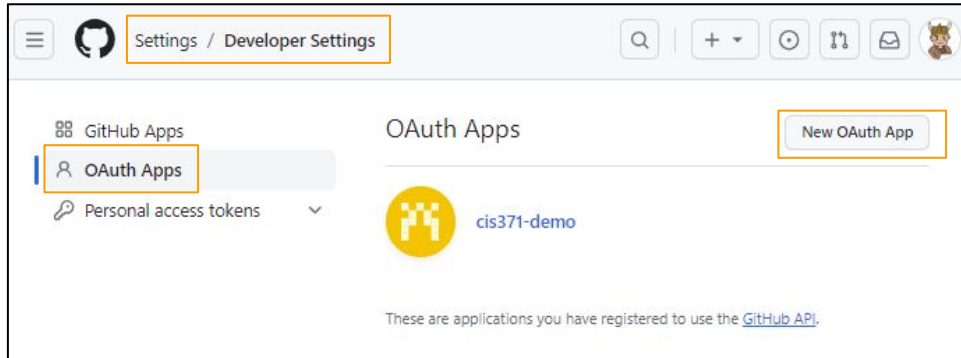 Settings / Developer Settings
GitHub Apps
OAuth Apps
Personal access tokens
OAuth Apps
New OAuth App
cis371-demo
These are applications you have registered to use the GitHub API.